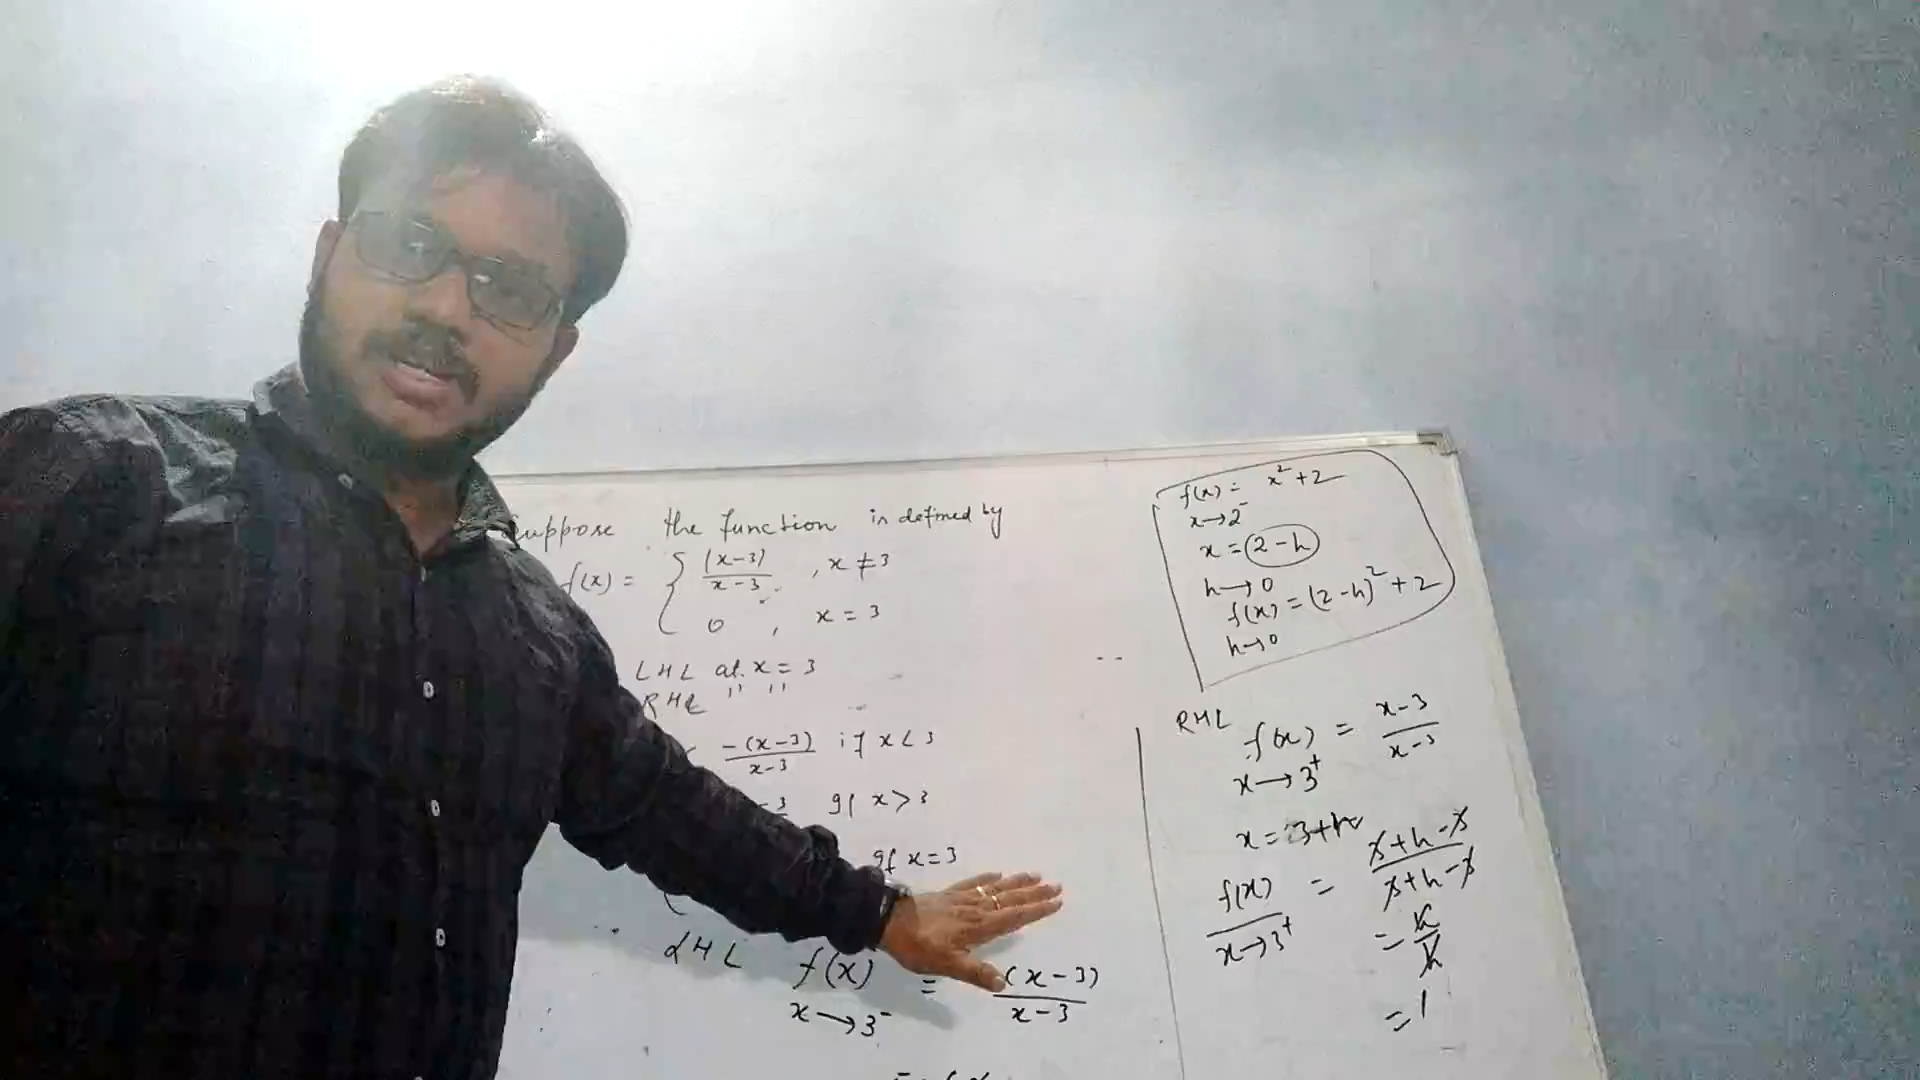 suppose the function is defined by
f(x) = { (x-3)/x-3 , x ≠ 3
0 , x = 3
LHL at x = 3
RHL " "
-(x-3)/x-3 if x < 3
-3 If x > 3
If x = 3
LHL f(x) = (x-3)/x-3
x→3⁻
f(x) = x²+2
x→2⁻
x = 2-h
h→0
f(x) = (2-h)²+2
h→0
RHL f(x) = x-3/x-3
x→3⁺
x = 3+h
f(x)/x→3⁺ = 3+h-3/3+h-3
= h/h
= 1